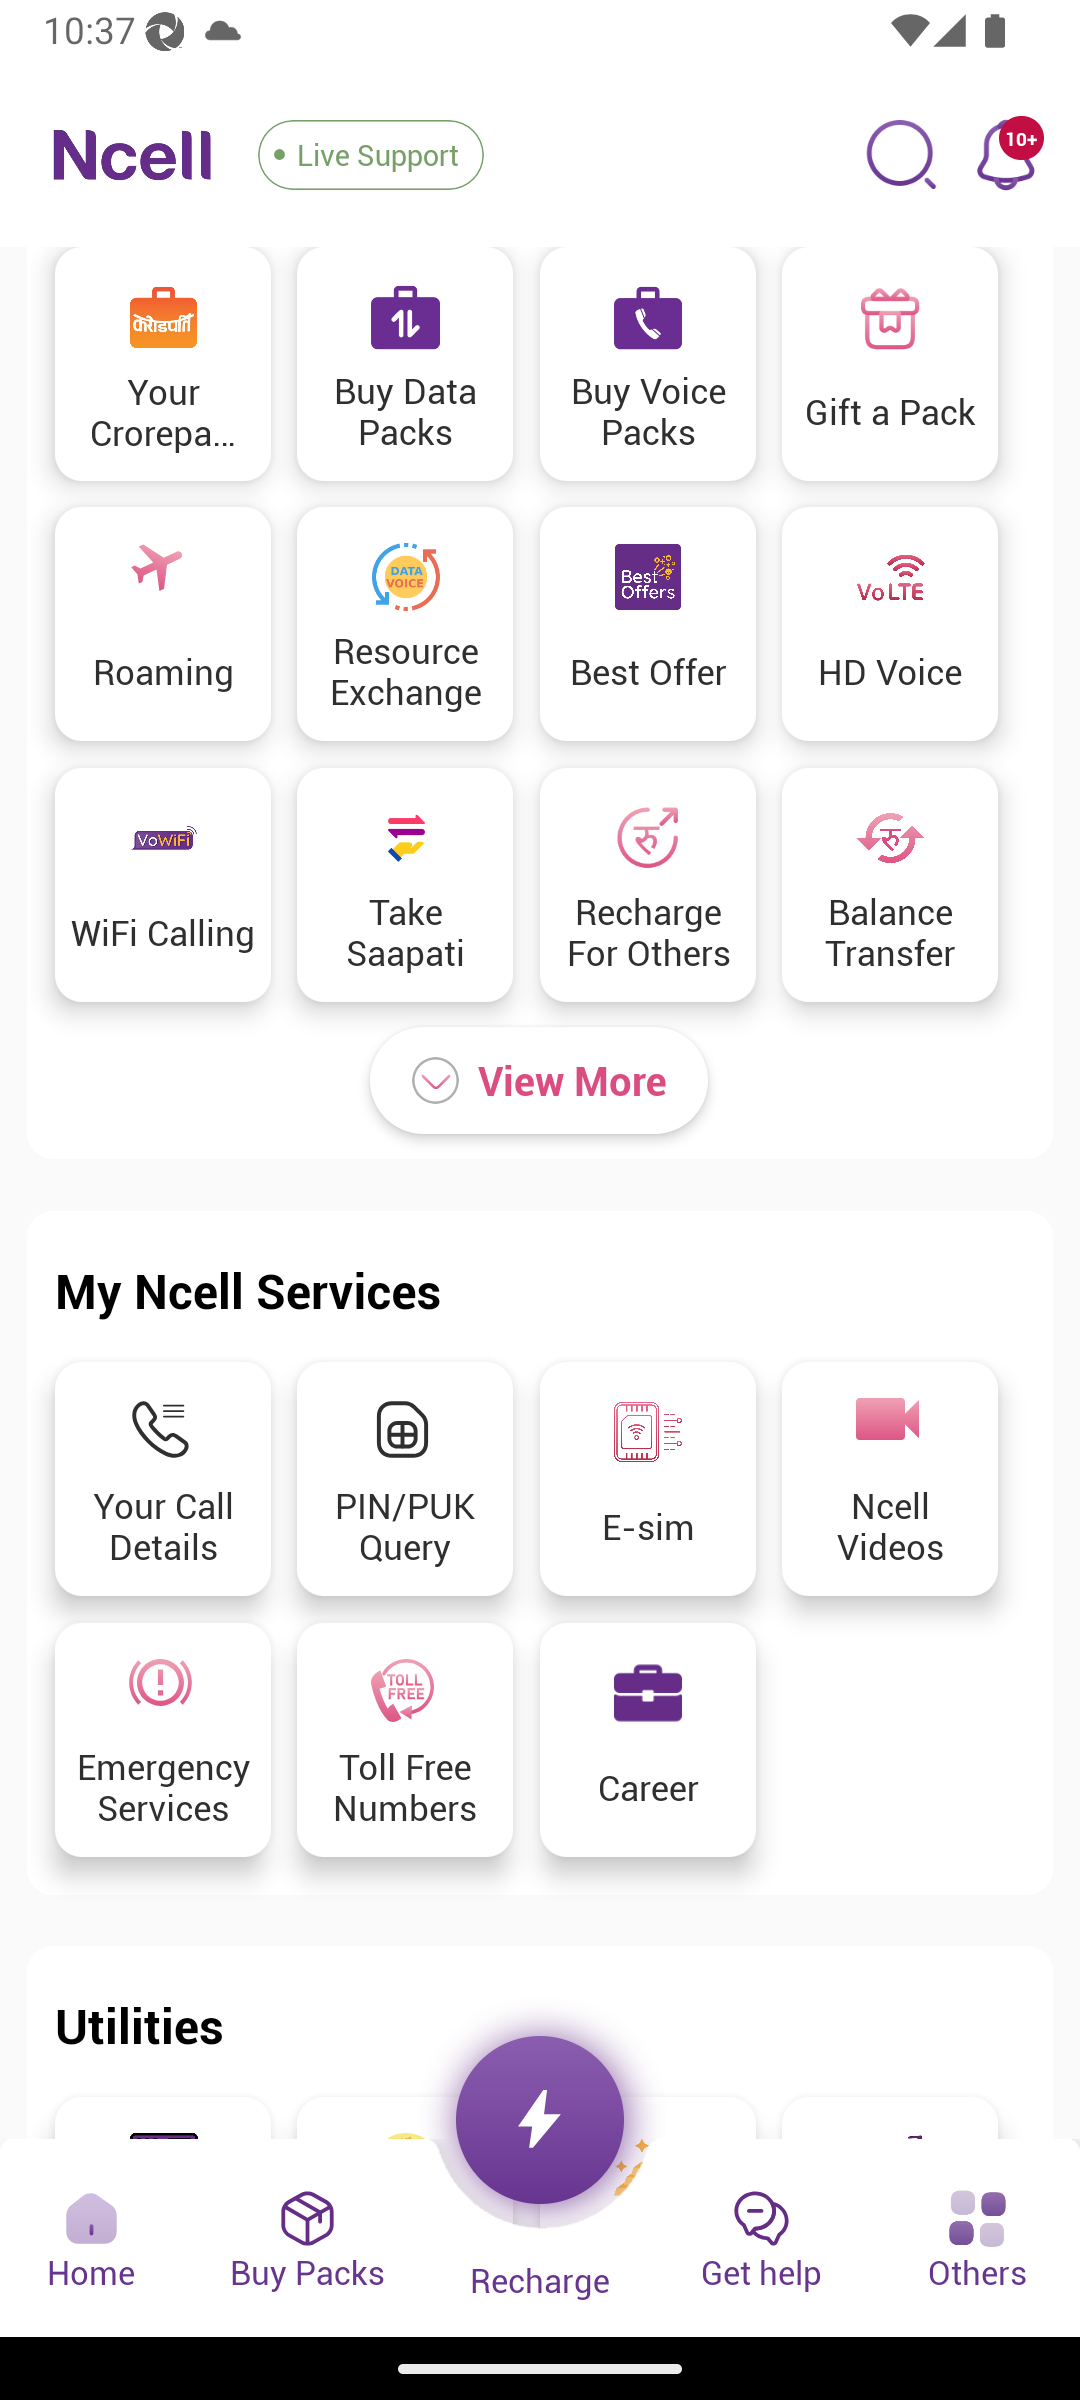 10:37
Ncell
Live Support
10+
करोडपति
Your
Crorepa...
Buy Data
Packs
Buy Voice
Packs
Gift a Pack
Roaming
DATA
VOICE
Resource
Exchange
Best
Offers
Best Offer
VoLTE
HD Voice
VoWiFi
WiFi Calling
Take
Saapati
रु
Recharge
For Others
रु
Balance
Transfer
View More
My Ncell Services
Your Call
Details
PIN/PUK
Query
E-sim
Ncell
Videos
Emergency
Services
TOLL
FREE
Toll Free
Numbers
Career
Utilities
Home
Buy Packs
Recharge
Get help
Others